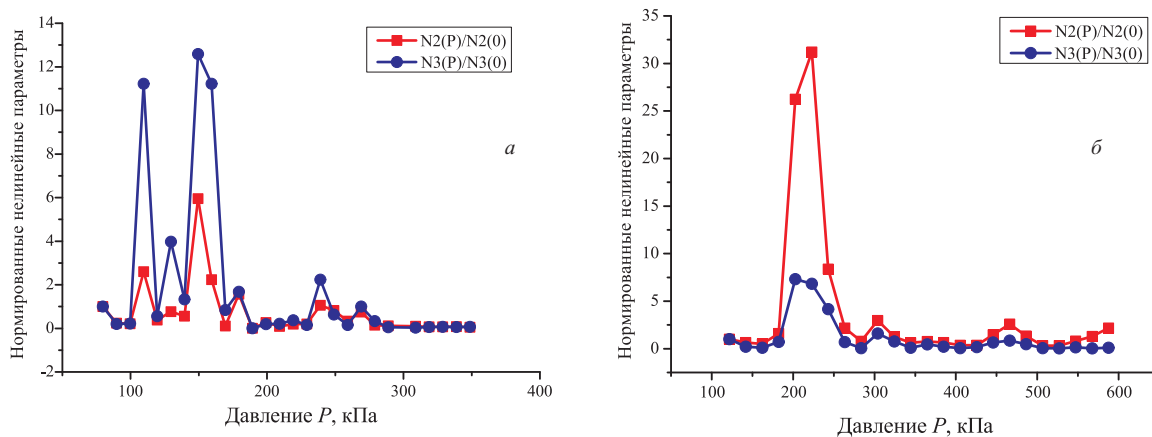 Нормированные нелинейные параметры
14
12
10
8
6
4
2
0
-2
N2(P)/N2(0)
N3(P)/N3(0)
а
100
200
300
400
Давление P, кПа
Нормированные нелинейные параметры
35
30
25
20
15
10
5
0
N2(P)/N2(0)
N3(P)/N3(0)
б
100
200
300
400
500
600
Давление P, кПа